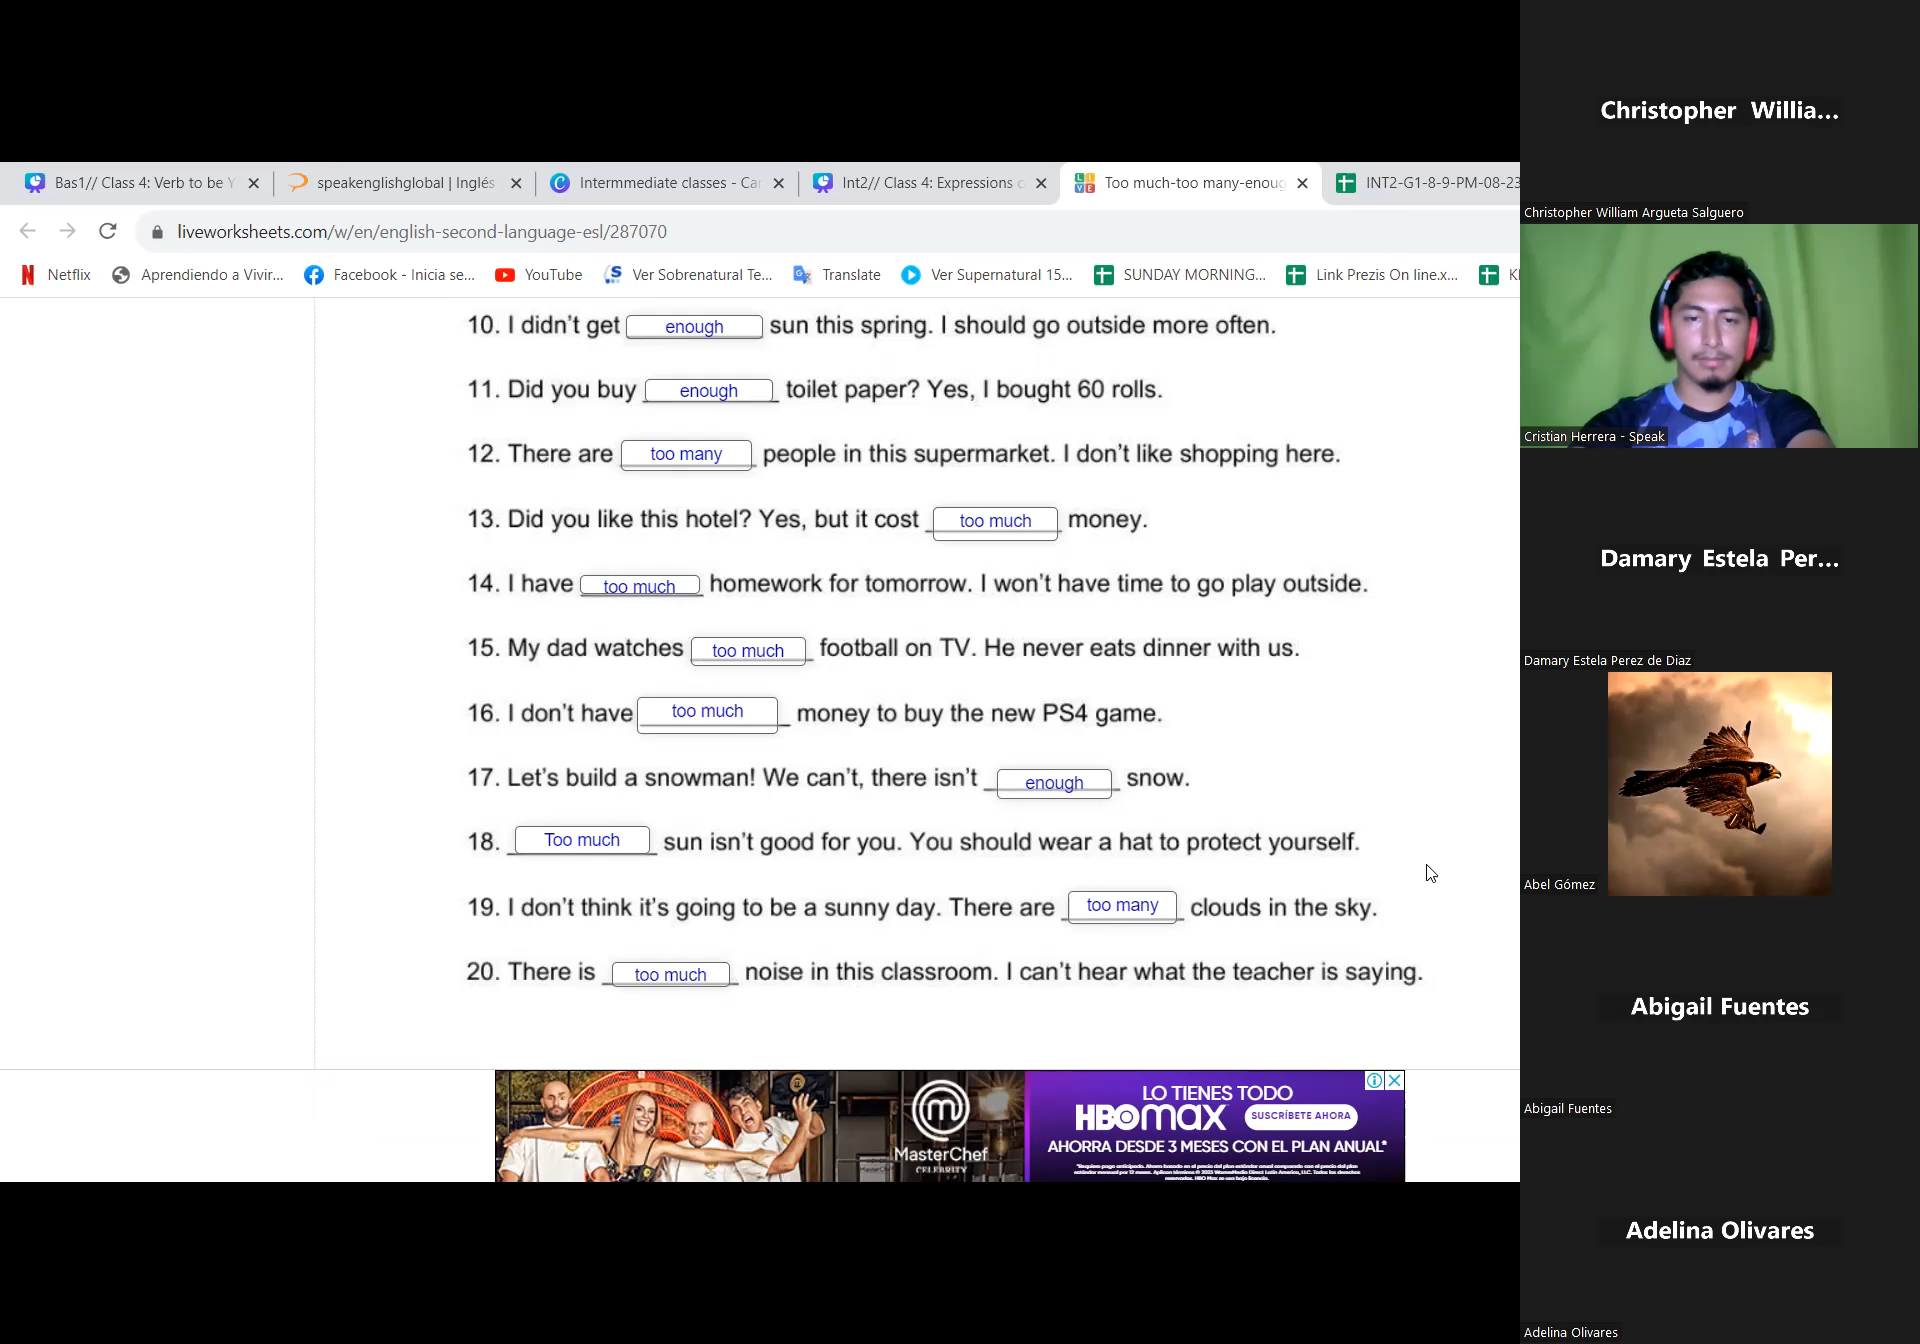 Bas1// Class 4: Verb to be Y
speakenglishglobal | Inglés
Intermmediate classes - Can
Int2// Class 4: Expressions o
Too much-too many-enoug
INT2-G1-8-9-PM-08-23
liveworksheets.com/w/en/english-second-language-esl/287070
Netflix
Aprendiendo a Vivir...
Facebook - Inicia se...
YouTube
Ver Sobrenatural Te...
Translate
Ver Supernatural 15...
SUNDAY MORNING...
Link Prezis On line.x...
10. I didn't get enough sun this spring. I should go outside more often.
11. Did you buy enough toilet paper? Yes, I bought 60 rolls.
12. There are too many people in this supermarket. I don't like shopping here.
13. Did you like this hotel? Yes, but it cost too much money.
14. I have too much homework for tomorrow. I won't have time to go play outside.
15. My dad watches too much football on TV. He never eats dinner with us.
16. I don't have too much money to buy the new PS4 game.
17. Let's build a snowman! We can't, there isn't enough snow.
18. Too much sun isn't good for you. You should wear a hat to protect yourself.
19. I don't think it's going to be a sunny day. There are too many clouds in the sky.
20. There is too much noise in this classroom. I can't hear what the teacher is saying.
MasterChef
CELEBRITY
LO TIENES TODO
HBOmax
SUSCRÍBETE AHORA
AHORRA DESDE 3 MESES CON EL PLAN ANUAL*
Christopher Willia...
Christopher William Argueta Salguero
Cristian Herrera - Speak
Damary Estela Per...
Damary Estela Perez de Diaz
Abel Gómez
Abigail Fuentes
Abigail Fuentes
Adelina Olivares
Adelina Olivares